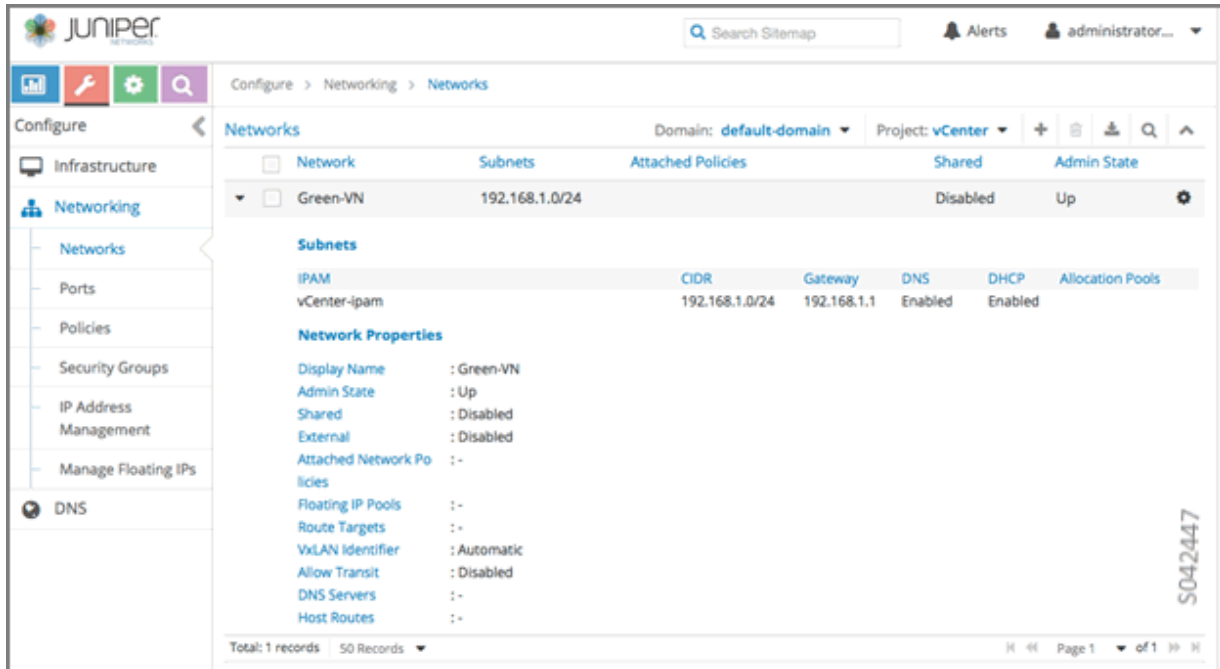 JUNIPER
NETWORKS
Search Sitemap
Alerts
administrator...
Configure > Networking > Networks
Configure
Infrastructure
Networking
Networks
Ports
Policies
Security Groups
IP Address
Management
Manage Floating IPs
DNS
Networks Domain: default-domain Project: vCenter
Network Subnets Attached Policies Shared Admin State
Green-VN 192.168.1.0/24 Disabled Up
Subnets
IPAM CIDR Gateway DNS DHCP Allocation Pools
vCenter-ipam 192.168.1.0/24 192.168.1.1 Enabled Enabled
Network Properties
Display Name : Green-VN
Admin State : Up
Shared : Disabled
External : Disabled
Attached Network Po : -
licies
Floating IP Pools : -
Route Targets : -
VxLAN Identifier : Automatic
Allow Transit : Disabled
DNS Servers : -
Host Routes : -
Total: 1 records 50 Records Page 1 of 1
S042447